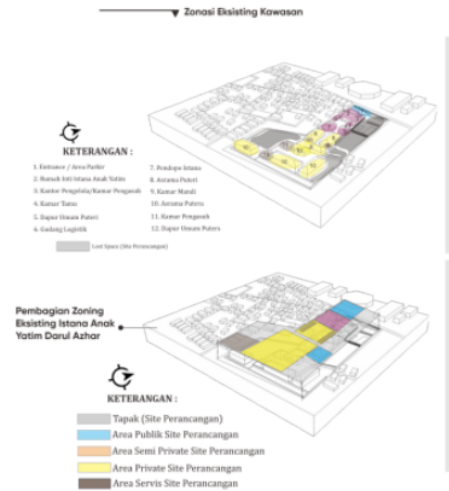 Zonasi Eksisting Kawasan
KETERANGAN :
1. Entrance / Area Parkir
2. Rumah Inti Istana Anak Yatim
3. Kantor Pengelola/Kamar Pengasuh
4. Kamar Tamu
5. Dapur Umum Puteri
6. Gudang Logistik
7. Pendopo Istana
8. Asrama Puteri
9. Kamar Mandi
10. Asrama Putera
11. Kamar Pengasuh
12. Dapur Umum Putera
Lost Space (Site Perancangan)
Pembagian Zoning
Eksisting Istana Anak
Yatim Darul Azhar
KETERANGAN :
Tapak (Site Perancangan)
Area Publik Site Perancangan
Area Semi Private Site Perancangan
Area Private Site Perancangan
Area Servis Site Perancangan